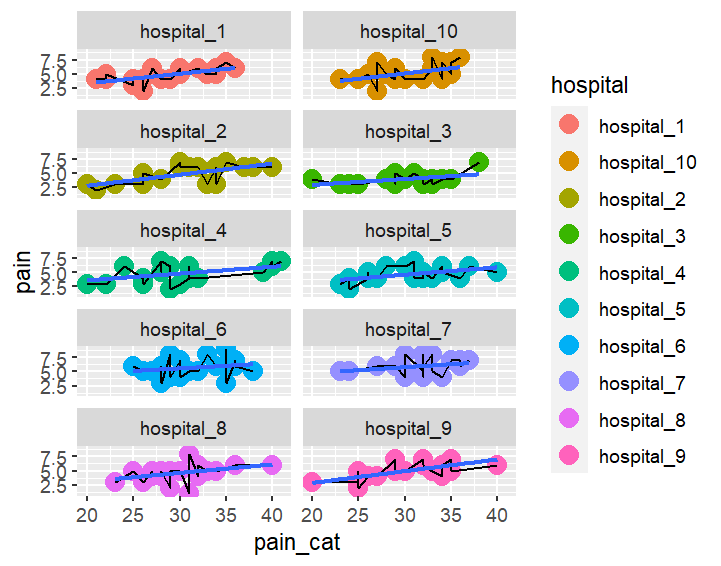 hospital_1 hospital_10
7.5
5.0
2.5
hospital_2 hospital_3
7.5
5.0
2.5
hospital_4 hospital_5
7.5
5.0
2.5
hospital_6 hospital_7
7.5
5.0
2.5
hospital_8 hospital_9
7.5
5.0
2.5
20 25 30 35 40 20 25 30 35 40
pain_cat
pain
hospital
hospital_1
hospital_10
hospital_2
hospital_3
hospital_4
hospital_5
hospital_6
hospital_7
hospital_8
hospital_9